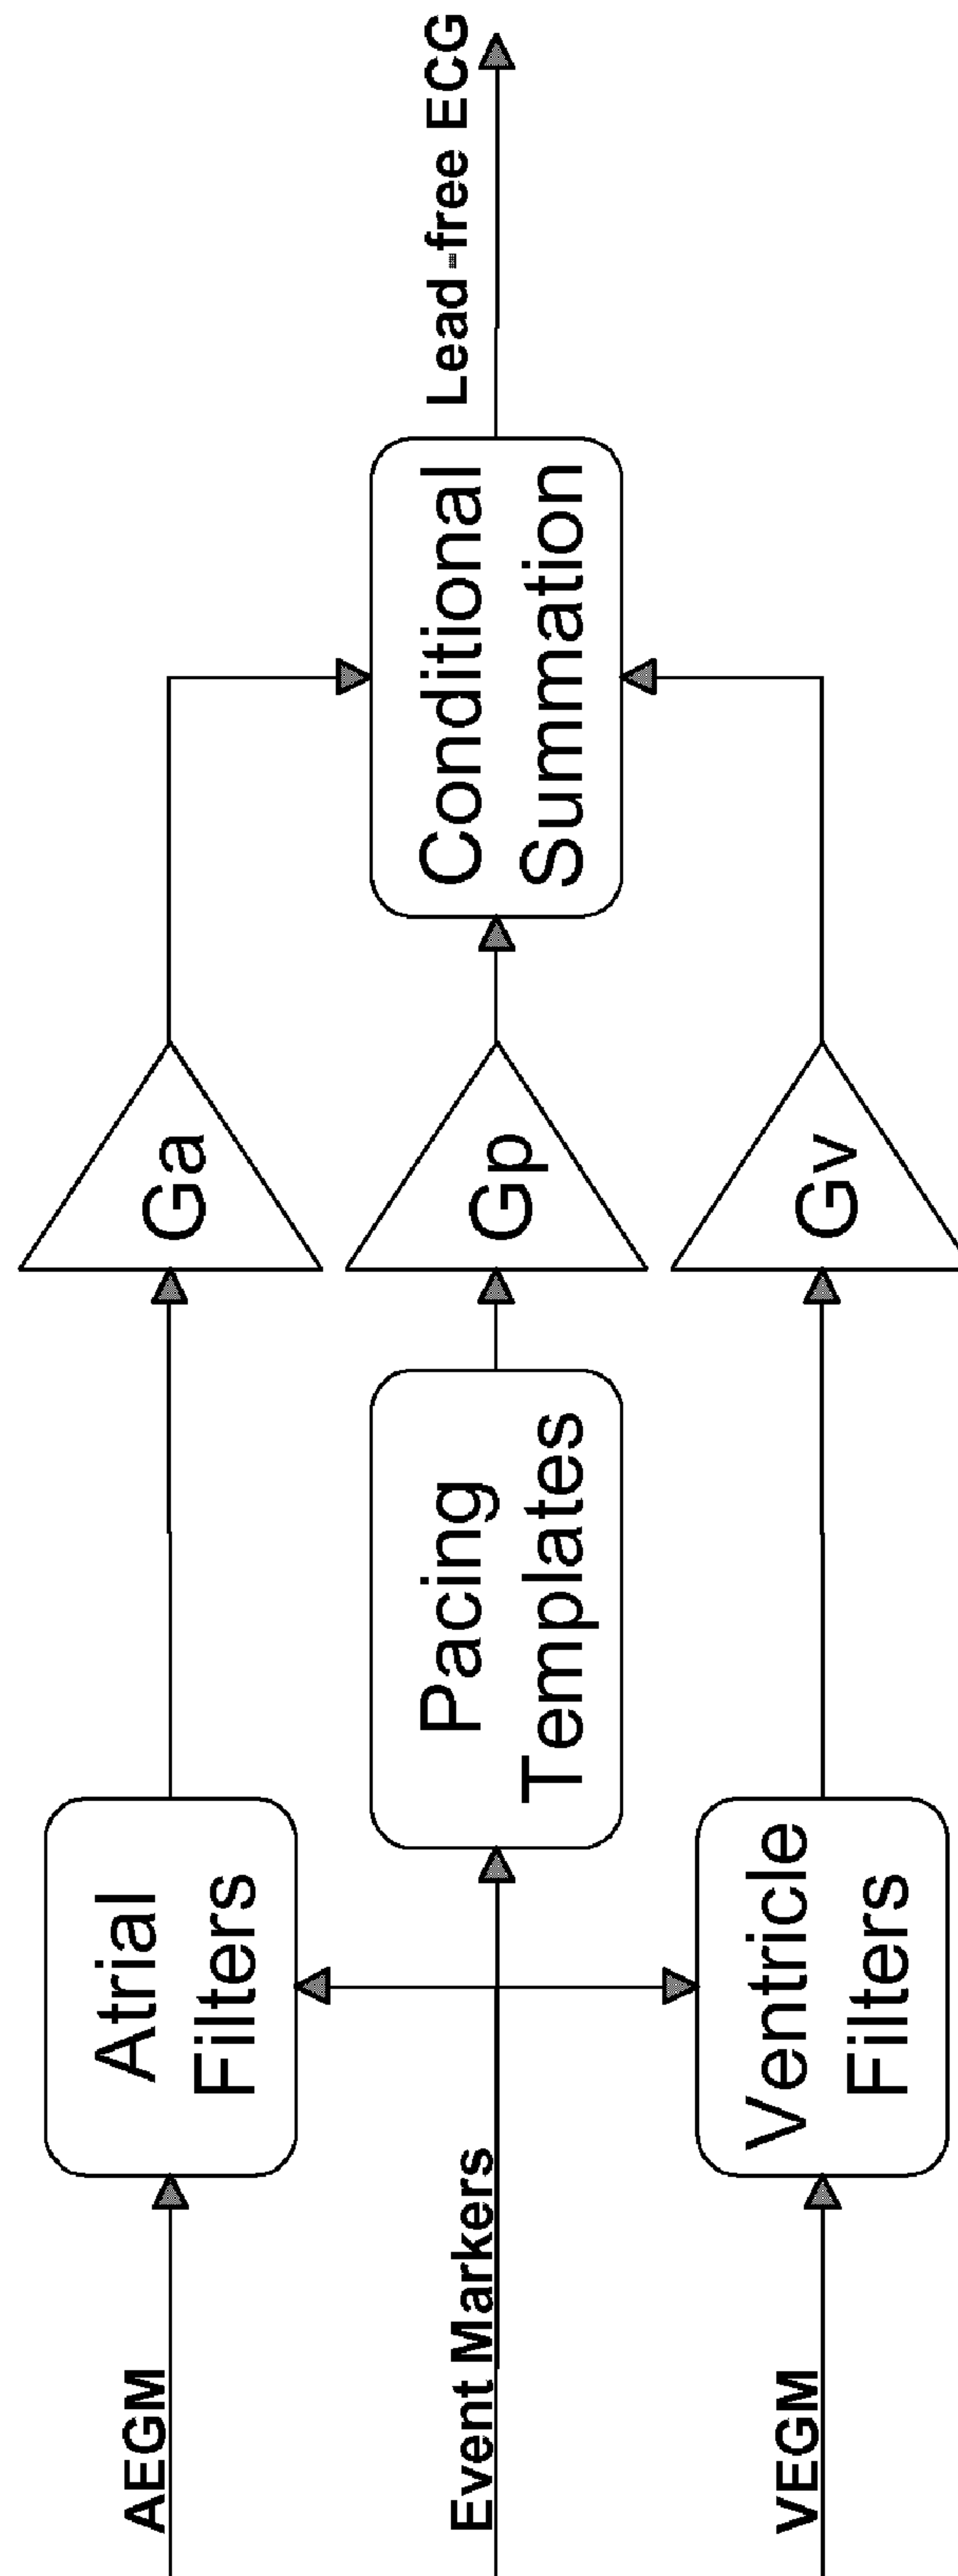 AEGM
Atrial
Filters
Ga
Event Markers
Pacing
Templates
Gp
Conditional
Summation
Lead-free ECG
VEGM
Ventricle
Filters
Gv